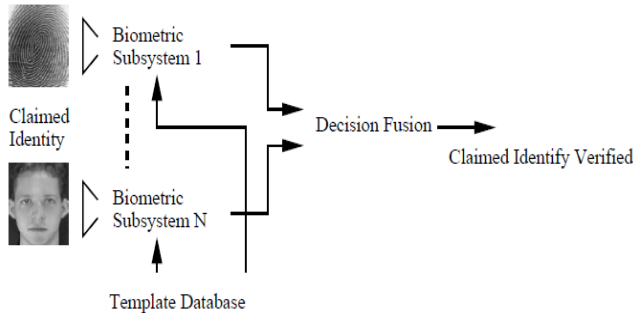 Biometric
Subsystem 1
Claimed
Identity
Decision Fusion
Claimed Identify Verified
Biometric
Subsystem N
Template Database